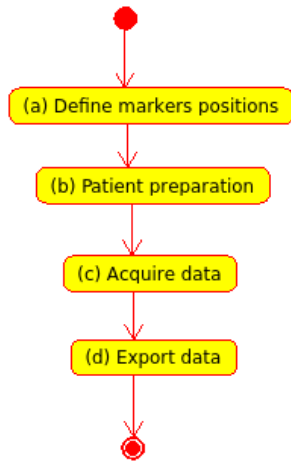 (a) Define markers positions
(b) Patient preparation
(c) Acquire data
(d) Export data